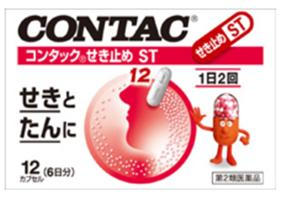 CONTAC®
コンタック®せき止め ST
せき止め ST
12
1日2回
せきと
たんに
12(6日分)
カプセル
第2類医薬品